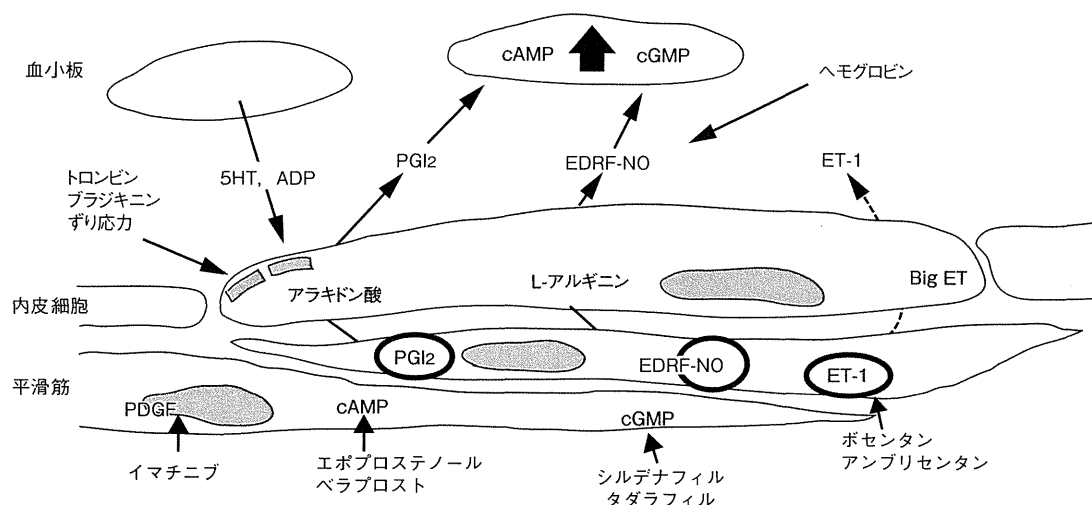 血小板
cAMP
cGMP
ヘモグロビン
PGI2
EDRF-NO
ET-1
トロンビン
ブラジキニン
ずり応力
5HT, ADP
アラキドン酸
L-アルギニン
Big ET
内皮細胞
PGI2
EDRF-NO
ET-1
平滑筋
PDGF
cAMP
cGMP
イマチニブ
エポプロステノール
ベラプロスト
シルデナフィル
タダラフィル
ボセンタン
アンブリセンタン